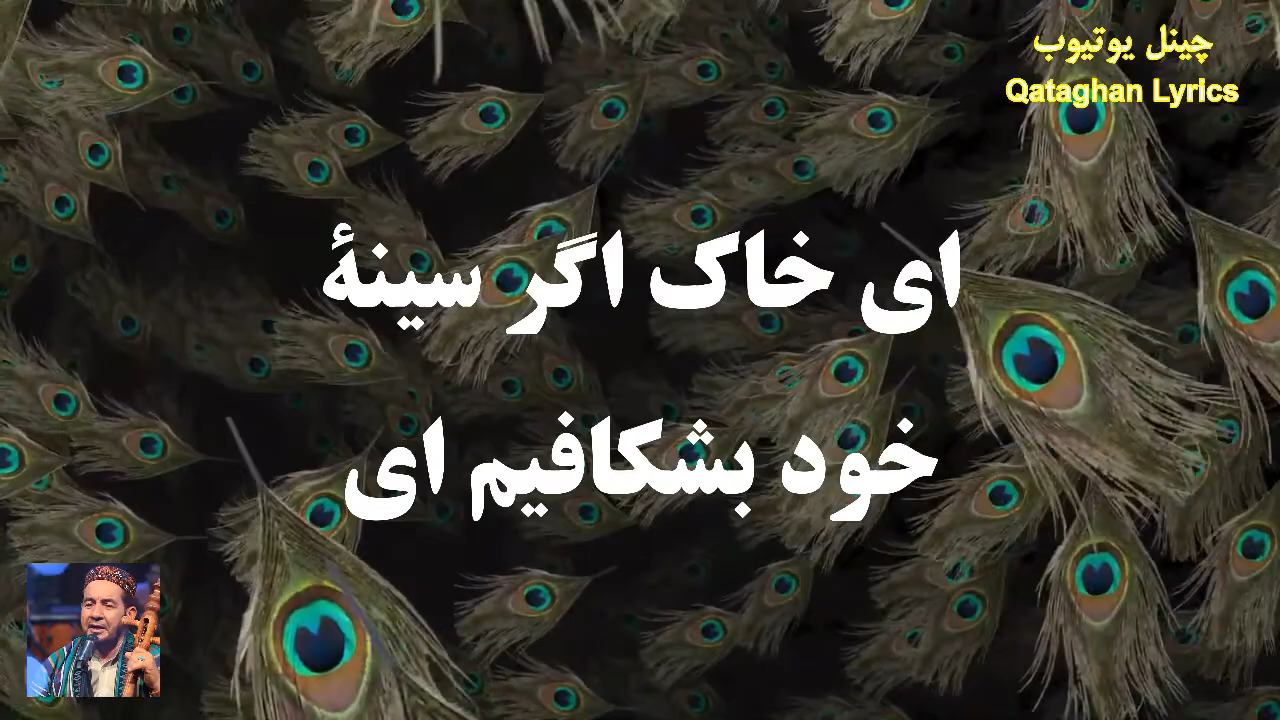 چینل یوتیوب
Qataghan Lyrics
ای خاک اگر سینهٔ
خود بشکافیم ای